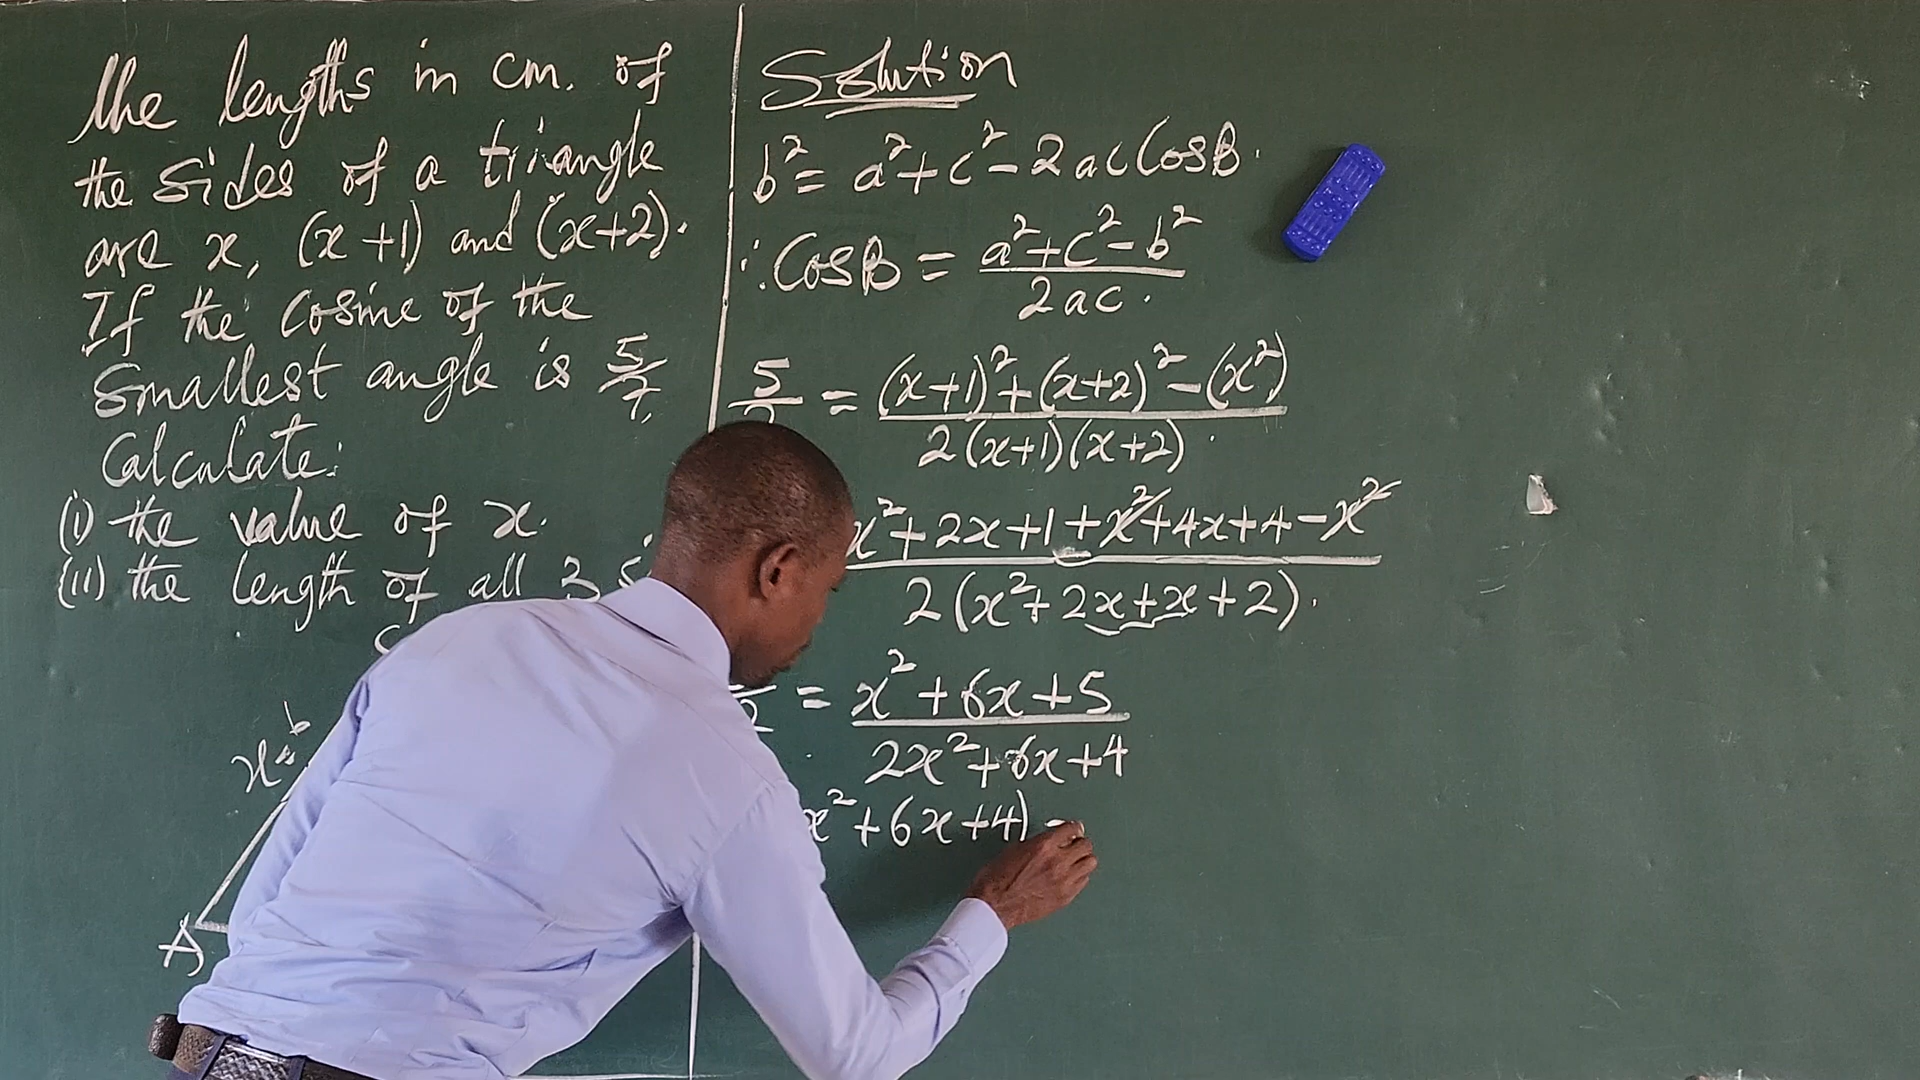 The lengths in cm. of
the sides of a triangle
are x, (x+1) and (x+2).
If the cosine of the
smallest angle is 5/7
Calculate:
(i) the value of x.
(ii) the length of all 3
x
b
A
Solution
b² = a² + c² - 2ac Cos B.
∴ Cos B = a² + c² - b² / 2ac.
5/7 = (x+1)² + (x+2)² - (x²) / 2(x+1)(x+2).
x² + 2x + 1 + x² + 4x + 4 - x² / 2(x² + 2x + x + 2).
= x² + 6x + 5 / 2x² + 6x + 4
x² + 6x + 4)